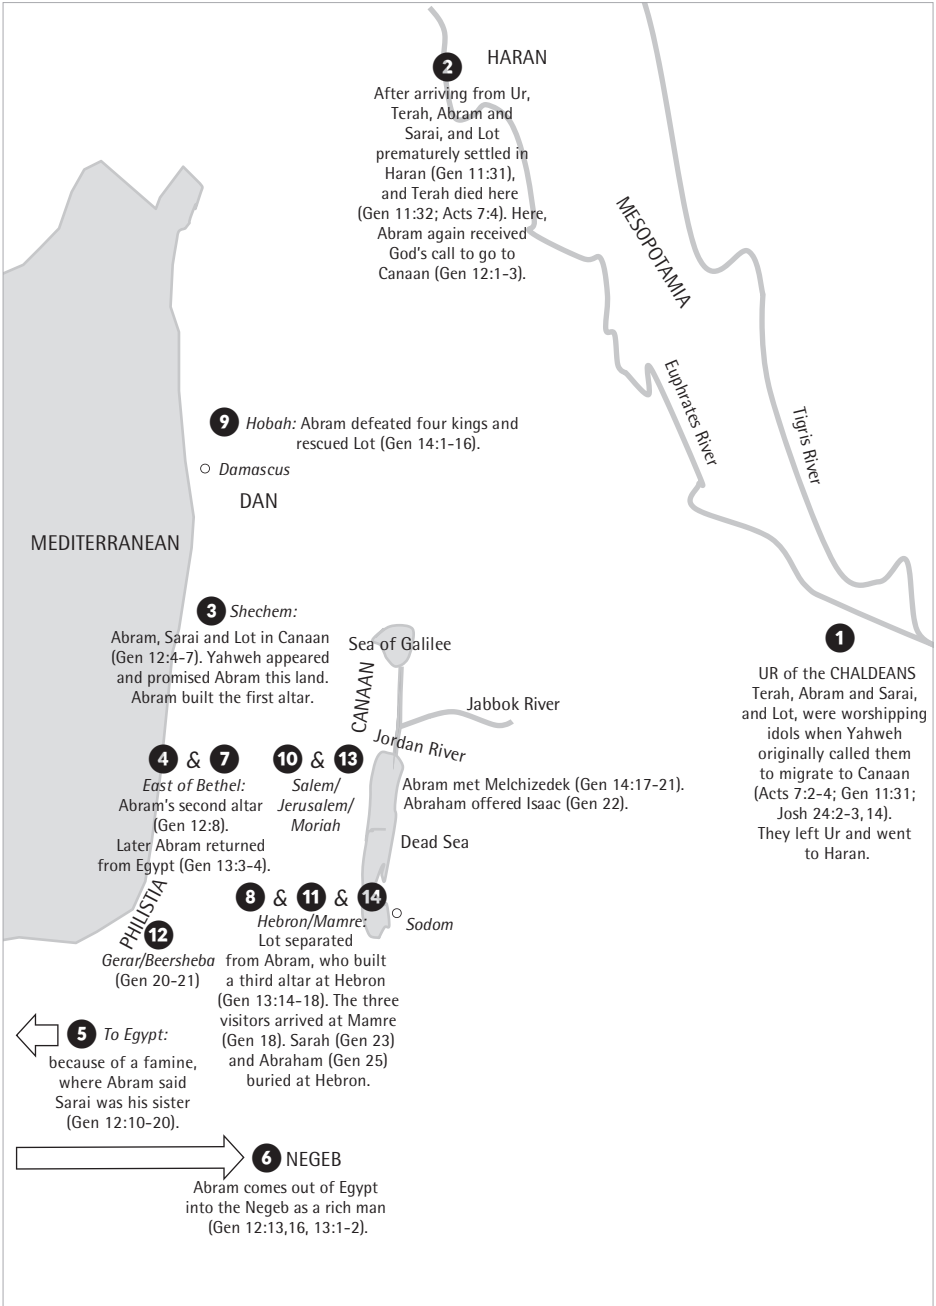 HARAN
2
After arriving from Ur,
Terah, Abram and
Sarai, and Lot
prematurely settled in
Haran (Gen 11:31),
and Terah died here
(Gen 11:32; Acts 7:4). Here,
Abram again received
God's call to go to
Canaan (Gen 12:1-3).
MESOPOTAMIA
Euphrates River
Tigris River
9 Hobah: Abram defeated four kings and
rescued Lot (Gen 14:1-16).
Damascus
DAN
MEDITERRANEAN
3 Shechem:
Abram, Sarai and Lot in Canaan
(Gen 12:4-7). Yahweh appeared
and promised Abram this land.
Abram built the first altar.
Sea of Galilee
CANAAN
Jabbok River
Jordan River
1
UR of the CHALDEANS
Terah, Abram and Sarai,
and Lot, were worshipping
idols when Yahweh
originally called them
to migrate to Canaan
(Acts 7:2-4; Gen 11:31;
Josh 24:2-3, 14).
They left Ur and went
to Haran.
4 & 7
East of Bethel:
Abram's second altar
(Gen 12:8).
Later Abram returned
from Egypt (Gen 13:3-4).
10 & 13
Salem/
Jerusalem/
Moriah
Abram met Melchizedek (Gen 14:17-21).
Abraham offered Isaac (Gen 22).
Dead Sea
8 & 11 & 14
Hebron/Mamre:
Lot separated
from Abram, who built
a third altar at Hebron
(Gen 13:14-18). The three
visitors arrived at Mamre
(Gen 18). Sarah (Gen 23)
and Abraham (Gen 25)
buried at Hebron.
Sodom
PHILISTIA
12
Gerar/Beersheba
(Gen 20-21)
5 To Egypt:
because of a famine,
where Abram said
Sarai was his sister
(Gen 12:10-20).
6 NEGEB
Abram comes out of Egypt
into the Negeb as a rich man
(Gen 12:13,16, 13:1-2).